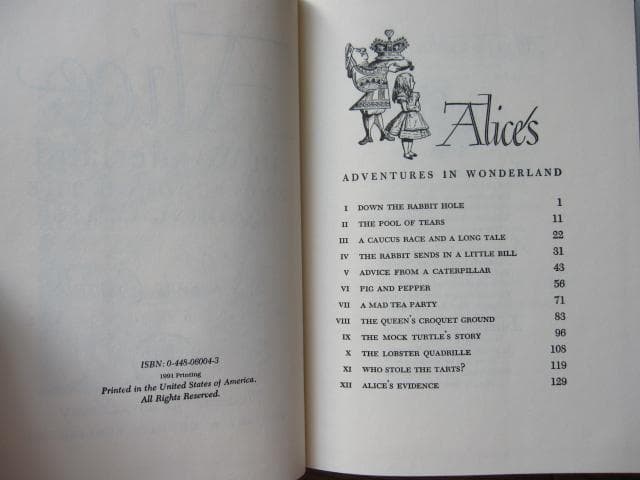 ISBN: 0-448-06004-3
1991 Printing
Printed in the United States of America.
All Rights Reserved.
Alice's
ADVENTURES IN WONDERLAND
I DOWN THE RABBIT HOLE 1
II THE POOL OF TEARS 11
III A CAUCUS RACE AND A LONG TALE 22
IV THE RABBIT SENDS IN A LITTLE BILL 31
V ADVICE FROM A CATERPILLAR 43
VI PIG AND PEPPER 56
VII A MAD TEA PARTY 71
VIII THE QUEEN'S CROQUET GROUND 83
IX THE MOCK TURTLE'S STORY 96
X THE LOBSTER QUADRILLE 108
XI WHO STOLE THE TARTS? 119
XII ALICE'S EVIDENCE 129